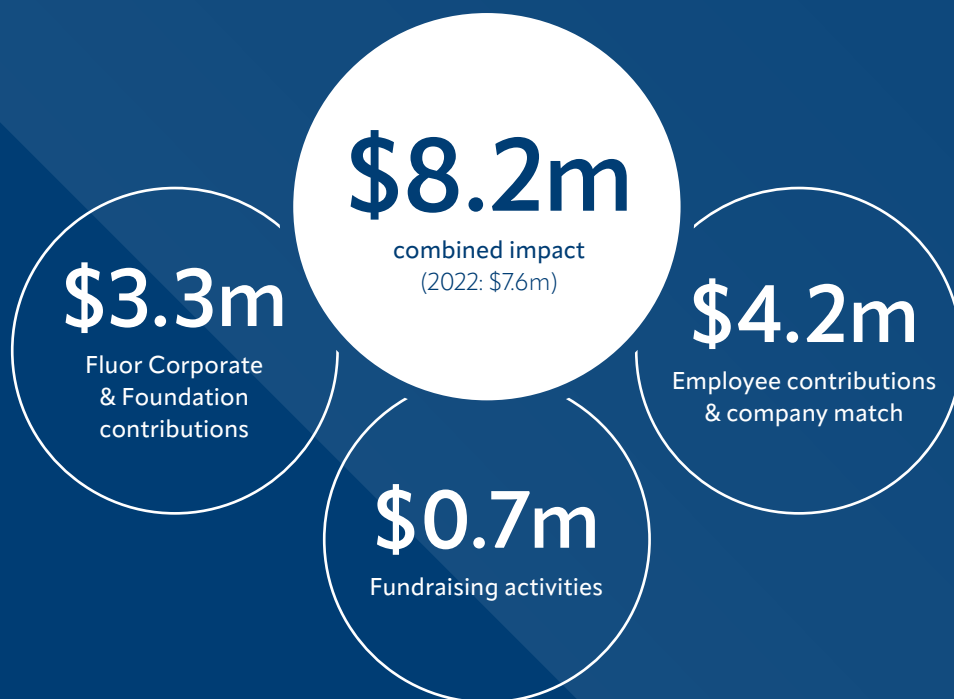 $8.2m
combined impact
(2022: $7.6m)
$3.3m
Fluor Corporate
& Foundation
contributions
$4.2m
Employee contributions
& company match
$0.7m
Fundraising activities